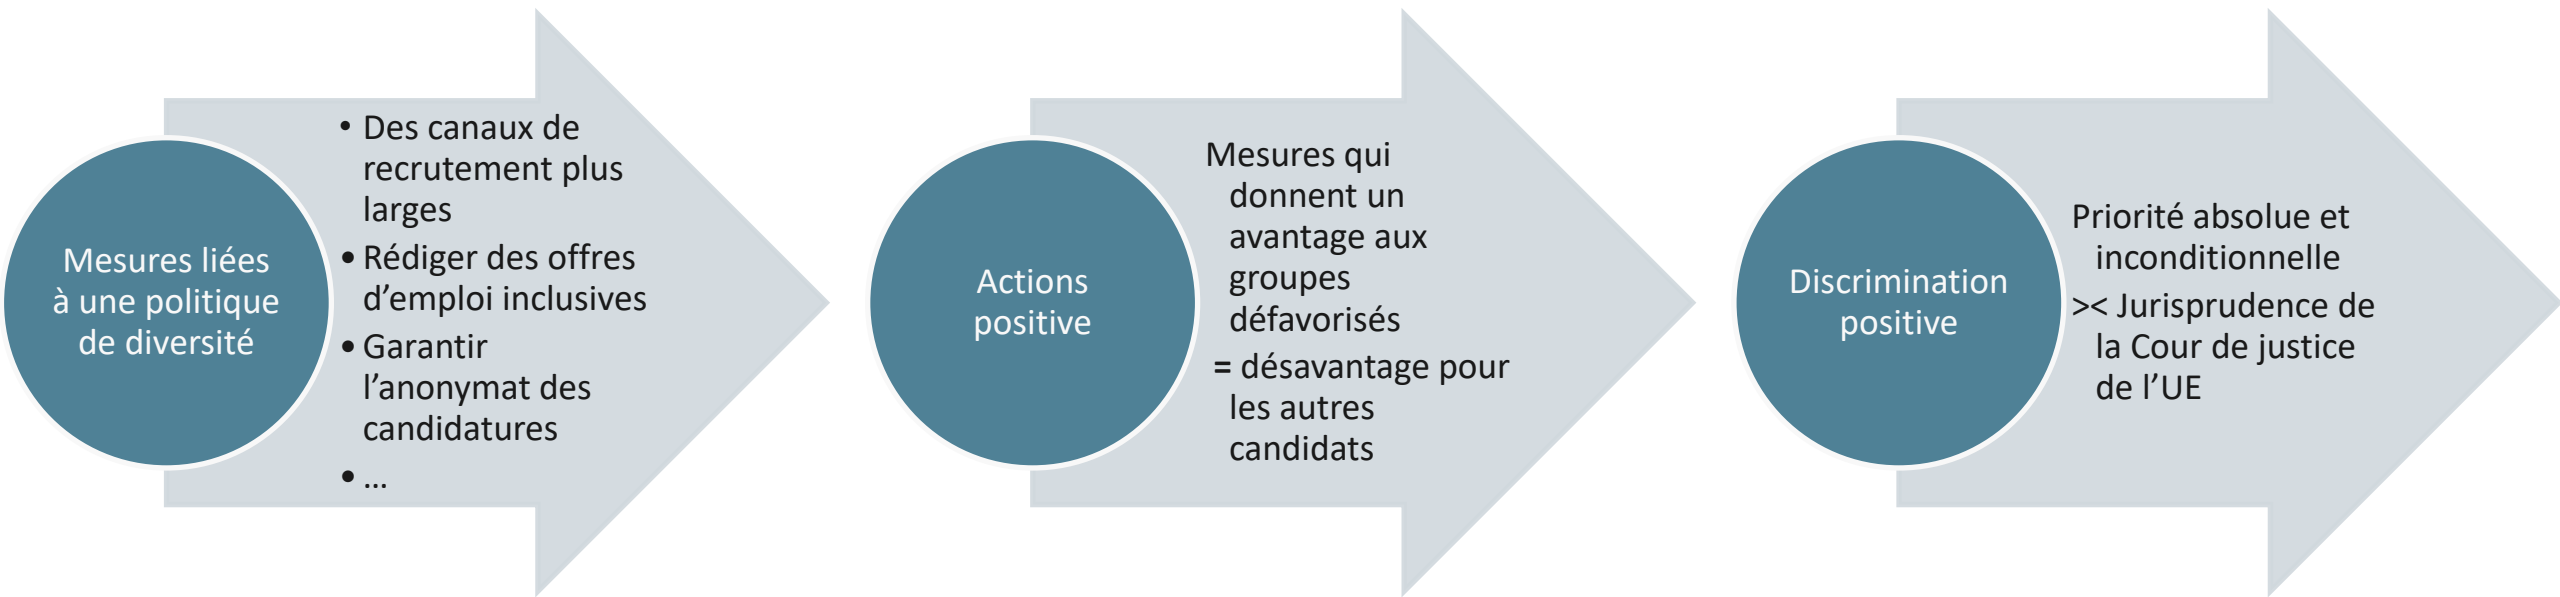 Mesures liées
à une politique
de diversité
• Des canaux de
recrutement plus
larges
• Rédiger des offres
d’emploi inclusives
• Garantir
l’anonymat des
candidatures
• ...
Actions
positive
Mesures qui
donnent un
avantage aux
groupes
défavorisés
= désavantage pour
les autres
candidats
Discrimination
positive
Priorité absolue et
inconditionnelle
>< Jurisprudence de
la Cour de justice
de l’UE